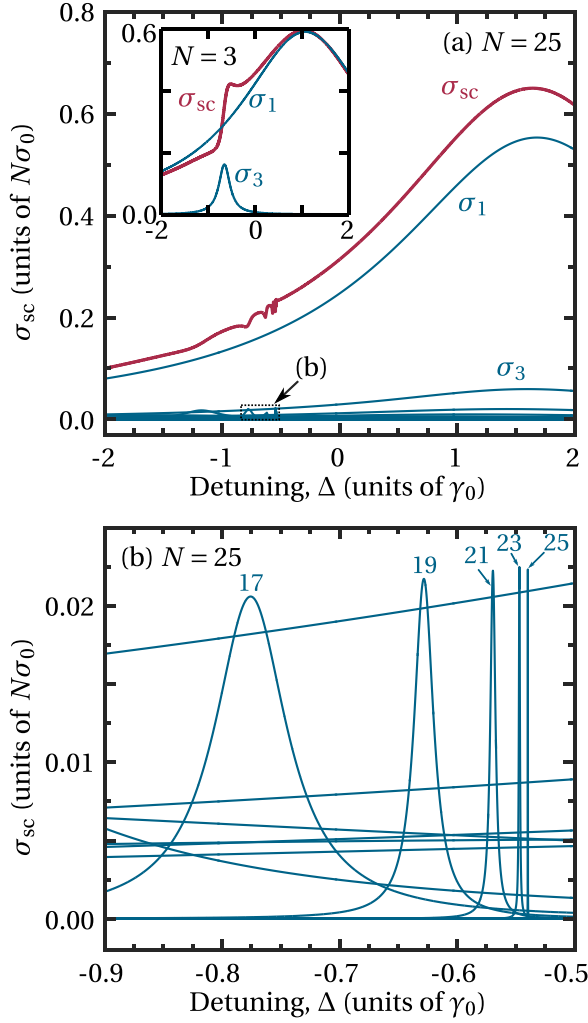 0.8
0.6
0.4
0.2
0.0
σsc (units of Nσ0)
(a) N = 25
σsc
σ1
σ3
(b)
0.6
N = 3
σsc
σ1
σ3
0.0
-2 0 2
-2 -1 0 1 2
Detuning, Δ (units of γ0)
(b) N = 25
17
19
21
23
25
0.02
0.01
0.00
σsc (units of Nσ0)
-0.9 -0.8 -0.7 -0.6 -0.5
Detuning, Δ (units of γ0)